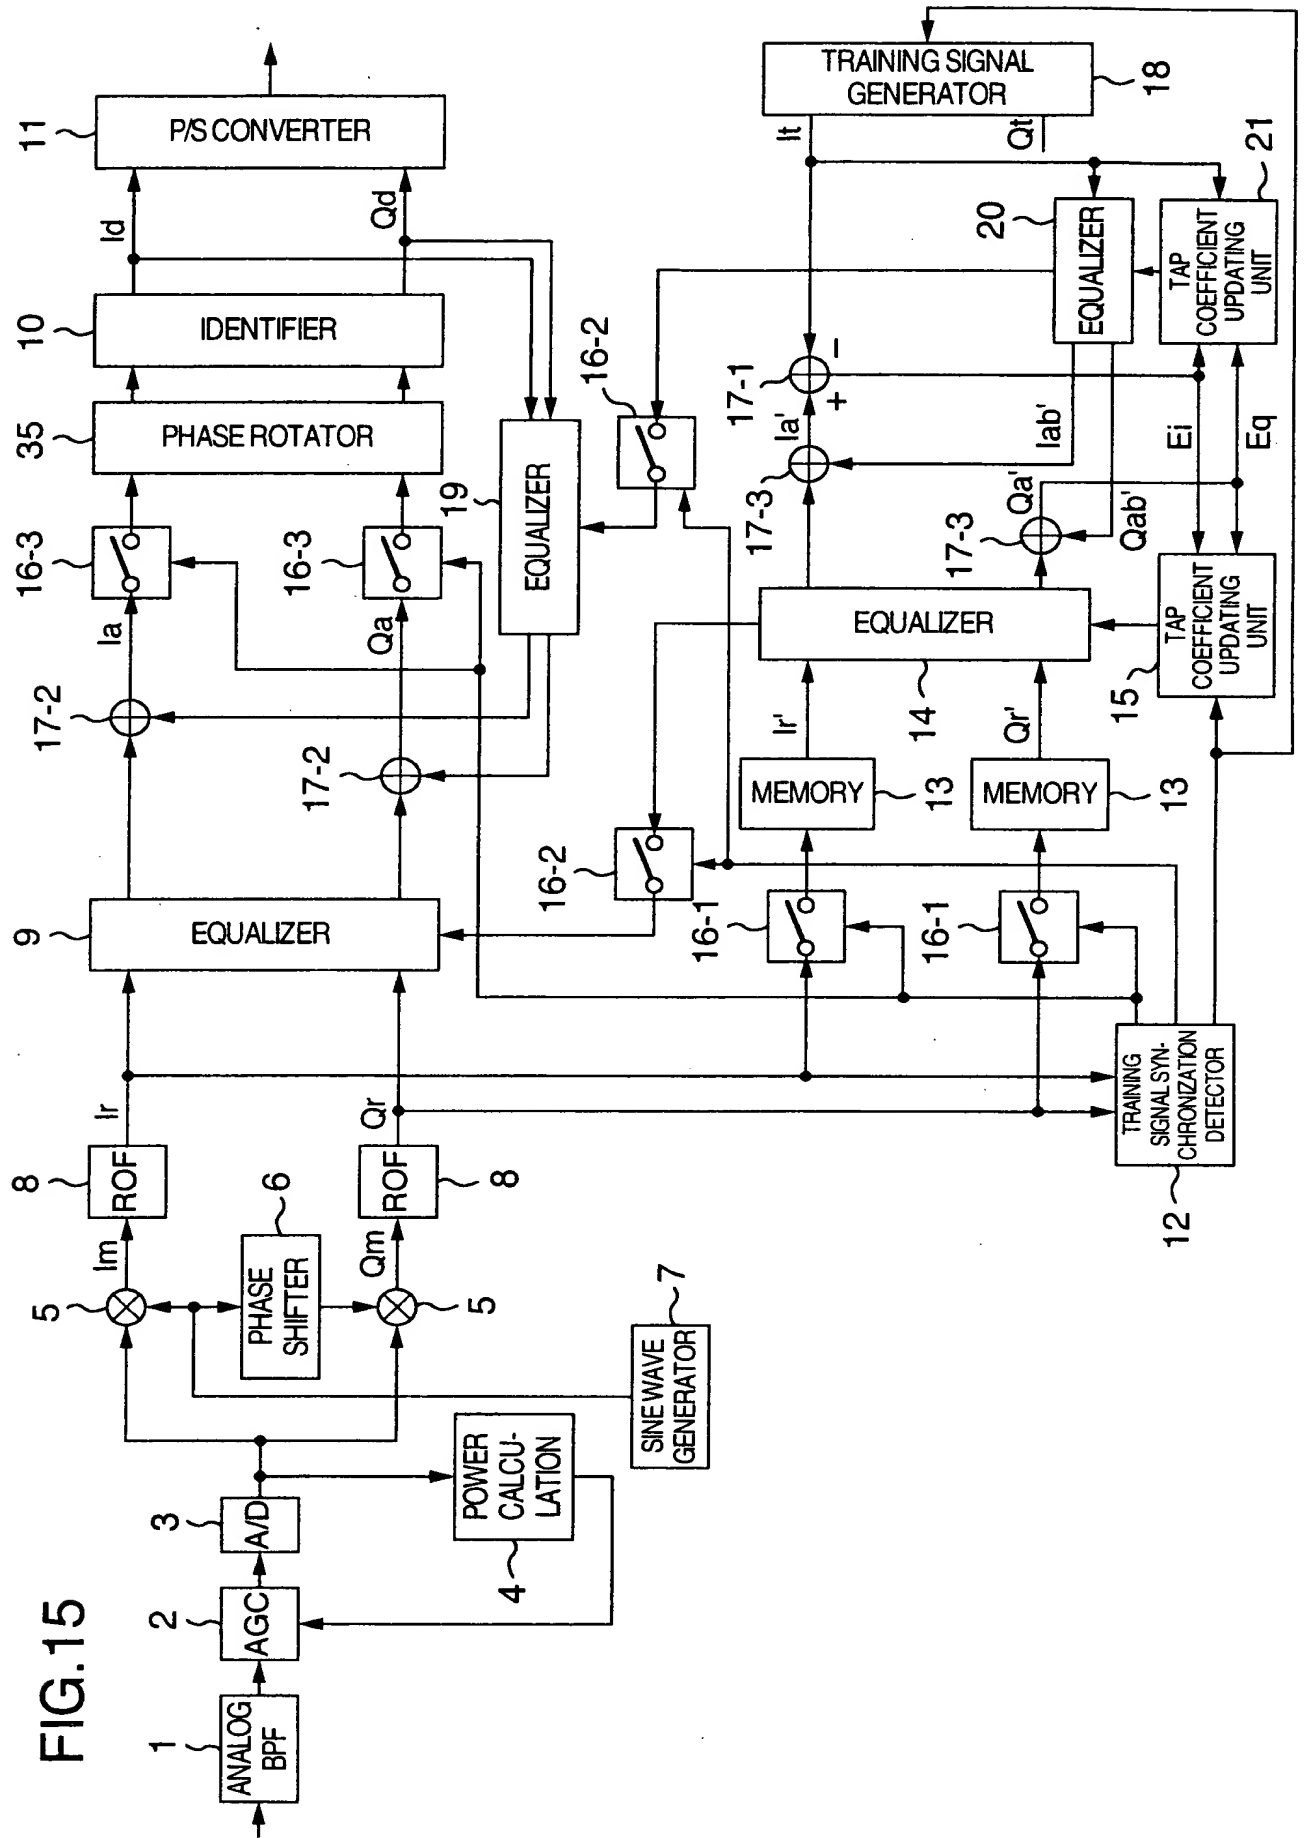 FIG.15
1
ANALOG
BPF
2
AGC
3
A/D
POWER
CALCU-
LATION
4
5
Im
6
PHASE
SHIFTER
Qm
5
7
SINE WAVE
GENERATOR
8
ROF
Ir
ROF
8
Qr
9
EQUALIZER
17-2
Ia
17-2
Qa
16-3
16-3
35
PHASE ROTATOR
10
IDENTIFIER
Id
Qd
11
P/S CONVERTER
19
EQUALIZER
16-2
16-2
12
TRAINING
SIGNAL SYN-
CHRONIZATION
DETECTOR
16-1
16-1
MEMORY
13
MEMORY
13
Ir'
Qr'
14
EQUALIZER
15
TAP
COEFFICIENT
UPDATING
UNIT
17-3
17-3
Ia'
Qa'
17-1
+
−
Iab'
Qab'
Ei
Eq
20
EQUALIZER
21
TAP
COEFFICIENT
UPDATING
UNIT
It
Qt
TRAINING SIGNAL
GENERATOR
18